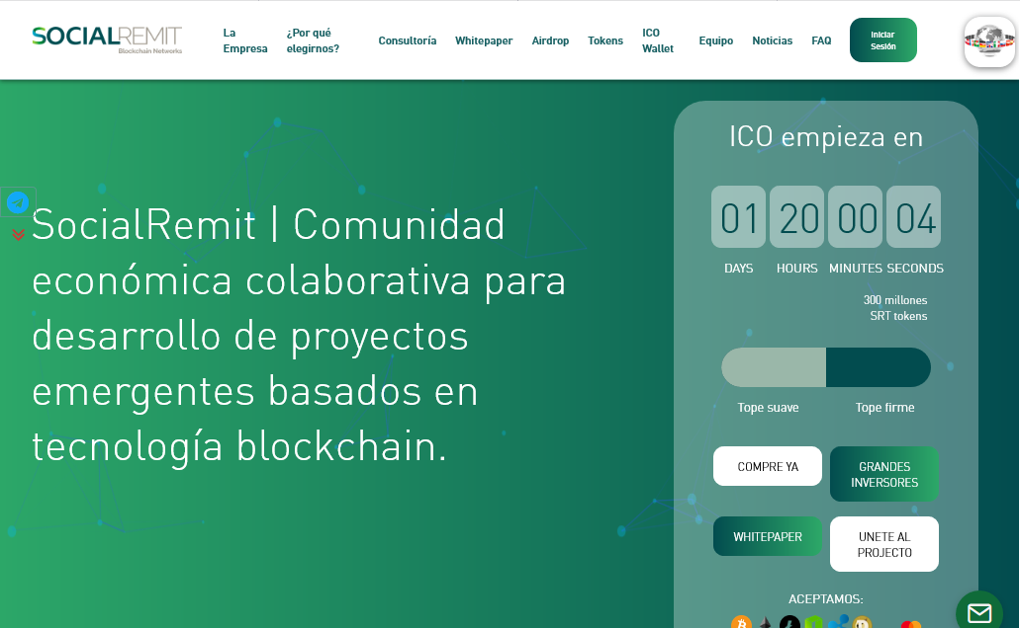 SOCIALREMIT
Blockchain Networks
La
Empresa
¿Por qué
elegirnos?
Consultoría
Whitepaper
Airdrop
Tokens
ICO
Wallet
Equipo
Noticias
FAQ
Iniciar
Sesión
SocialRemit | Comunidad
económica colaborativa para
desarrollo de proyectos
emergentes basados en
tecnología blockchain.
ICO empieza en
01 20 00 04
DAYS HOURS MINUTES SECONDS
300 millones
SRT tokens
Tope suave Tope firme
COMPRE YA
GRANDES
INVERSORES
WHITEPAPER
UNETE AL
PROYECTO
ACEPTAMOS: